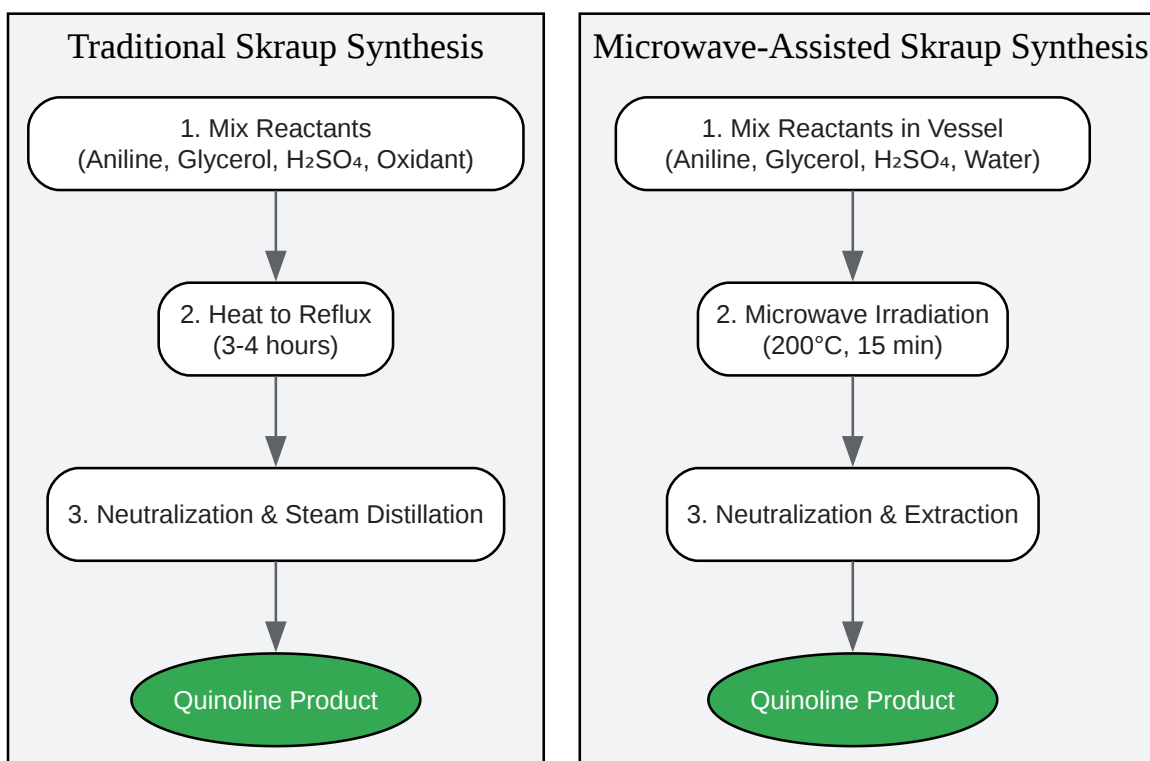 Traditional Skraup Synthesis
1. Mix Reactants
(Aniline, Glycerol, H₂SO₄, Oxidant)
2. Heat to Reflux
(3-4 hours)
3. Neutralization & Steam Distillation
Quinoline Product
Microwave-Assisted Skraup Synthesis
1. Mix Reactants in Vessel
(Aniline, Glycerol, H₂SO₄, Water)
2. Microwave Irradiation
(200°C, 15 min)
3. Neutralization & Extraction
Quinoline Product